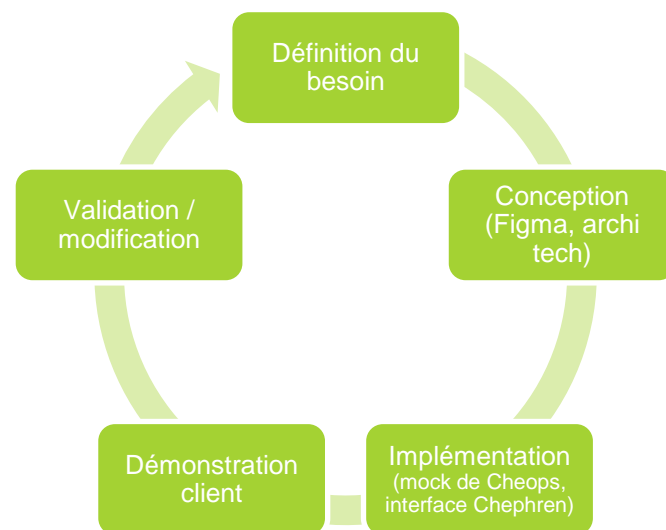 Définition du
besoin
Conception
(Figma, archi
tech)
Implémentation
(mock de Cheops,
interface Chephren)
Démonstration
client
Validation /
modification